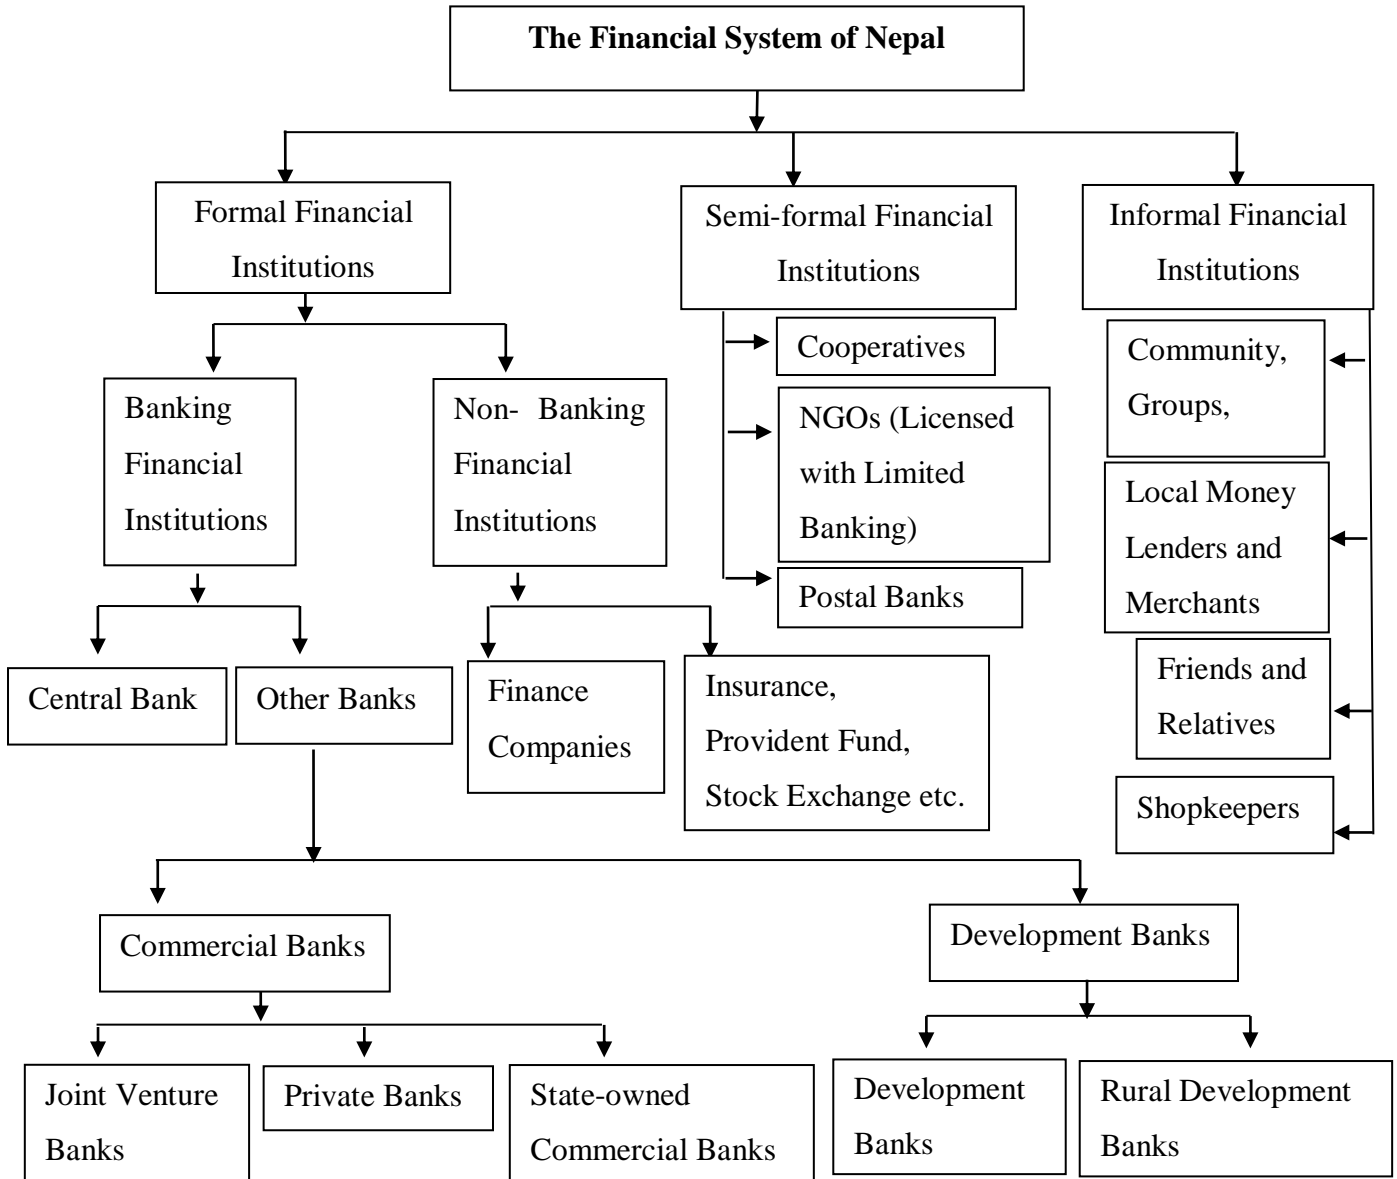 The Financial System of Nepal
Formal Financial
Institutions
Semi-formal Financial
Institutions
Informal Financial
Institutions
Banking
Financial
Institutions
Non- Banking
Financial
Institutions
Cooperatives
NGOs (Licensed
with Limited
Banking)
Postal Banks
Community,
Groups,
Local Money
Lenders and
Merchants
Friends and
Relatives
Shopkeepers
Central Bank
Other Banks
Finance
Companies
Insurance,
Provident Fund,
Stock Exchange etc.
Commercial Banks
Development Banks
Joint Venture
Banks
Private Banks
State-owned
Commercial Banks
Development
Banks
Rural Development
Banks